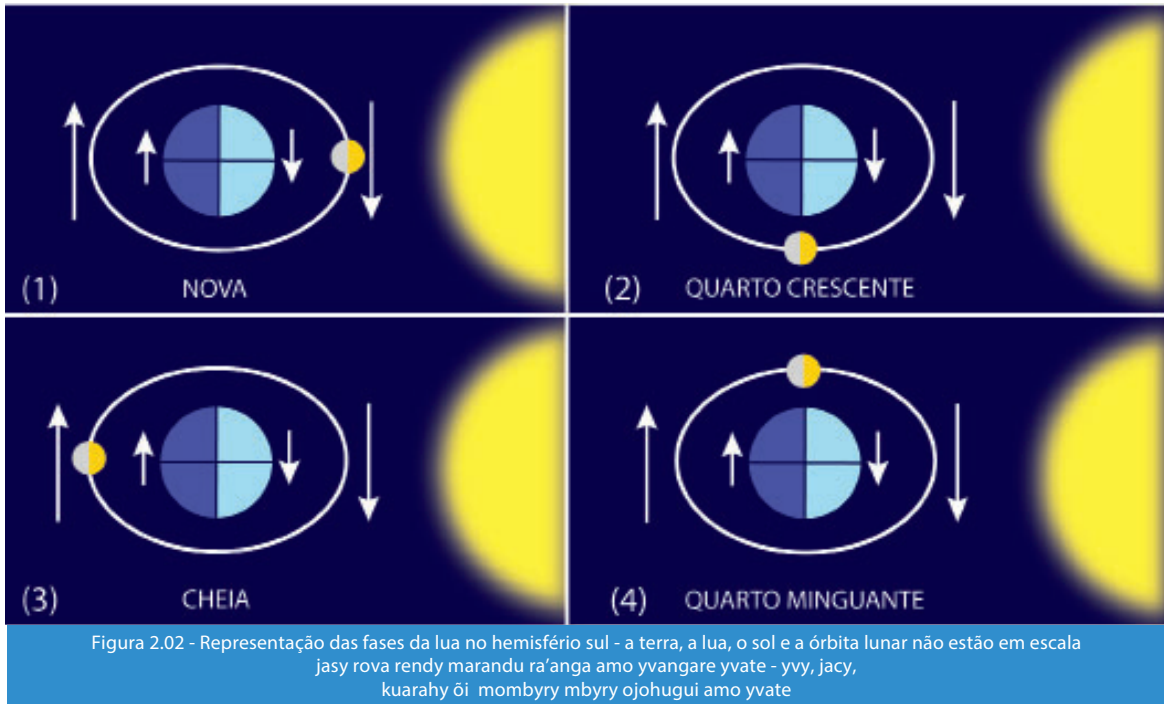 (1) NOVA
(2) QUARTO CRESCENTE
(3) CHEIA
(4) QUARTO MINGUANTE
Figura 2.02 - Representação das fases da lua no hemisfério sul - a terra, a lua, o sol e a órbita lunar não estão em escala
jasy rova rendy marandu ra’anga amo yvangare yvate - yvy, jacy,
kuarahy õi mombyry mbyry ojohugui amo yvate